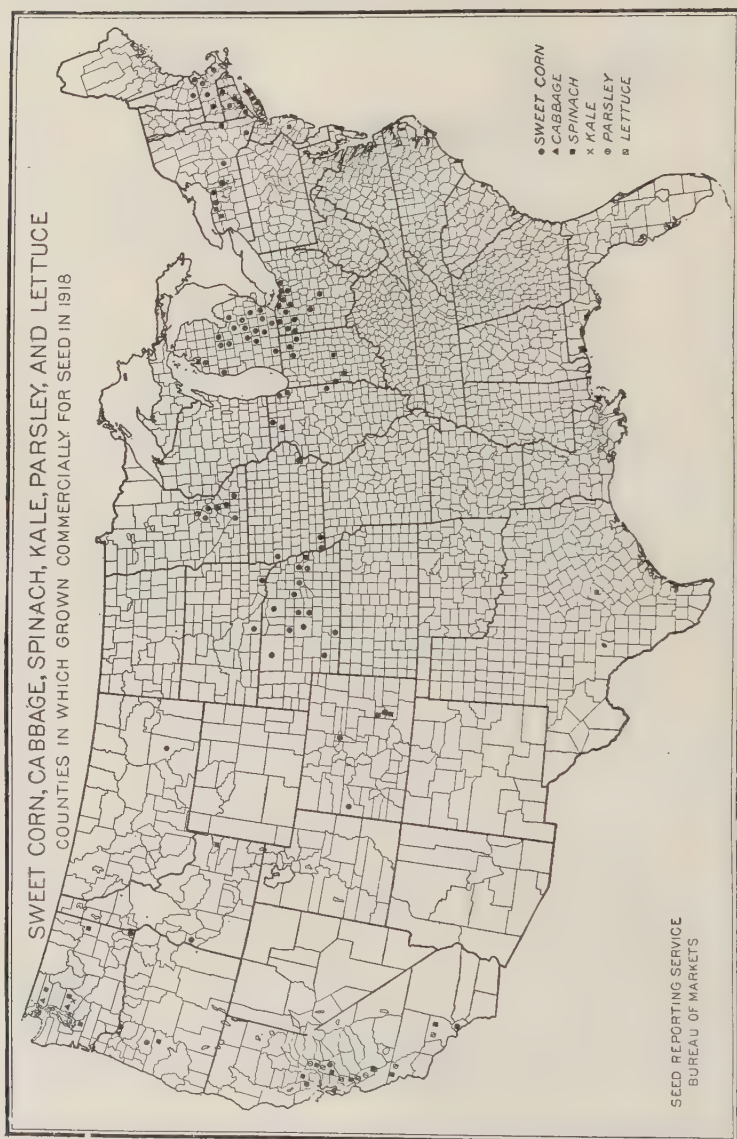 SWEET CORN, CABBAGE, SPINACH, KALE, PARSLEY, AND LETTUCE
COUNTIES IN WHICH GROWN COMMERCIALLY FOR SEED IN 1918
SWEET CORN
CABBAGE
SPINACH
KALE
PARSLEY
LETTUCE
SEED REPORTING SERVICE
BUREAU OF MARKETS